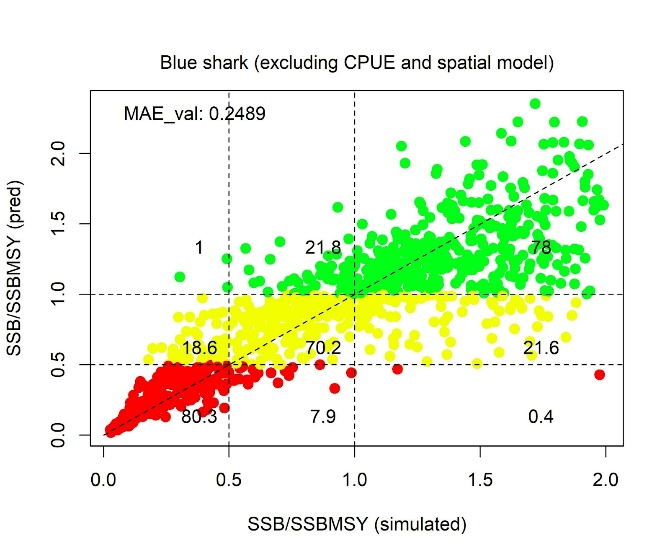 Blue shark (excluding CPUE and spatial model)
MAE_val: 0.2489
SSB/SSBMSY (pred)
2.0
1.5
1 21.8 78
1.0
18.6 70.2 21.6
0.5
80.3 7.9 0.4
0.0
0.0 0.5 1.0 1.5 2.0
SSB/SSBMSY (simulated)